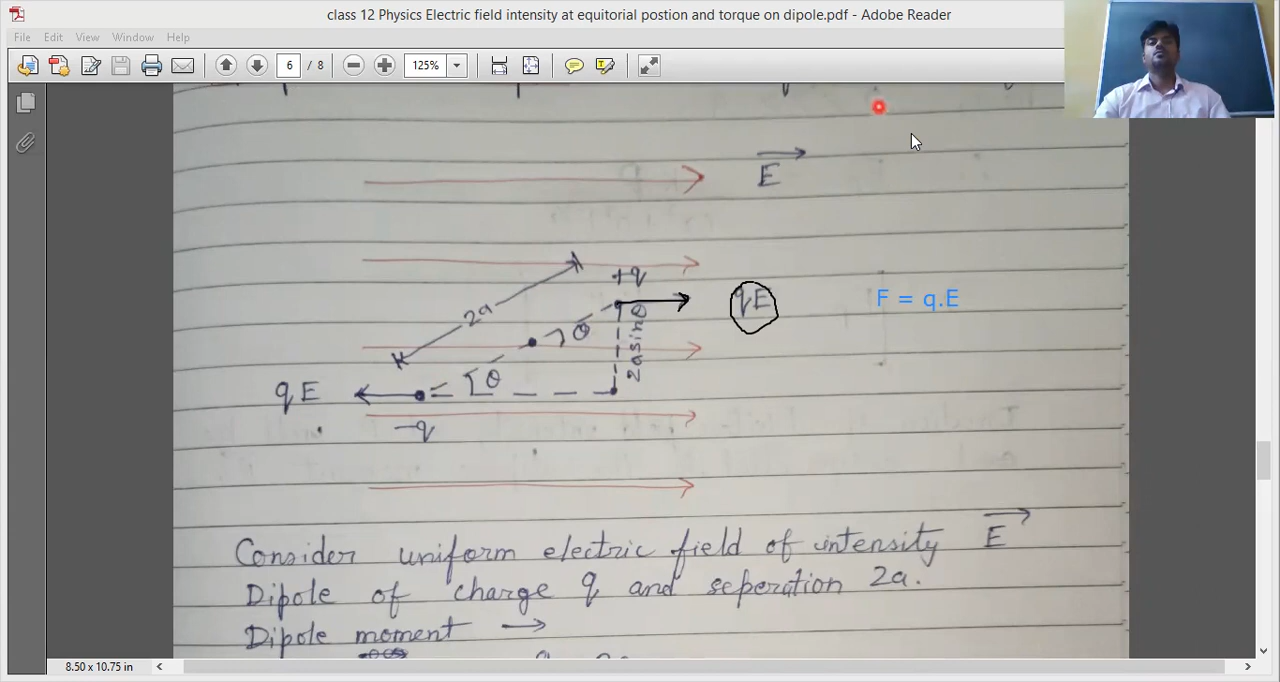 class 12 Physics Electric field intensity at equitorial postion and torque on dipole.pdf - Adobe Reader
File Edit View Window Help
6 / 8 125%
E
+q
2a
qE
F = q.E
θ
2asinθ
θ
qE
-q
Consider uniform electric field of intensity E
Dipole of charge q and seperation 2a.
Dipole moment →
8.50 x 10.75 in